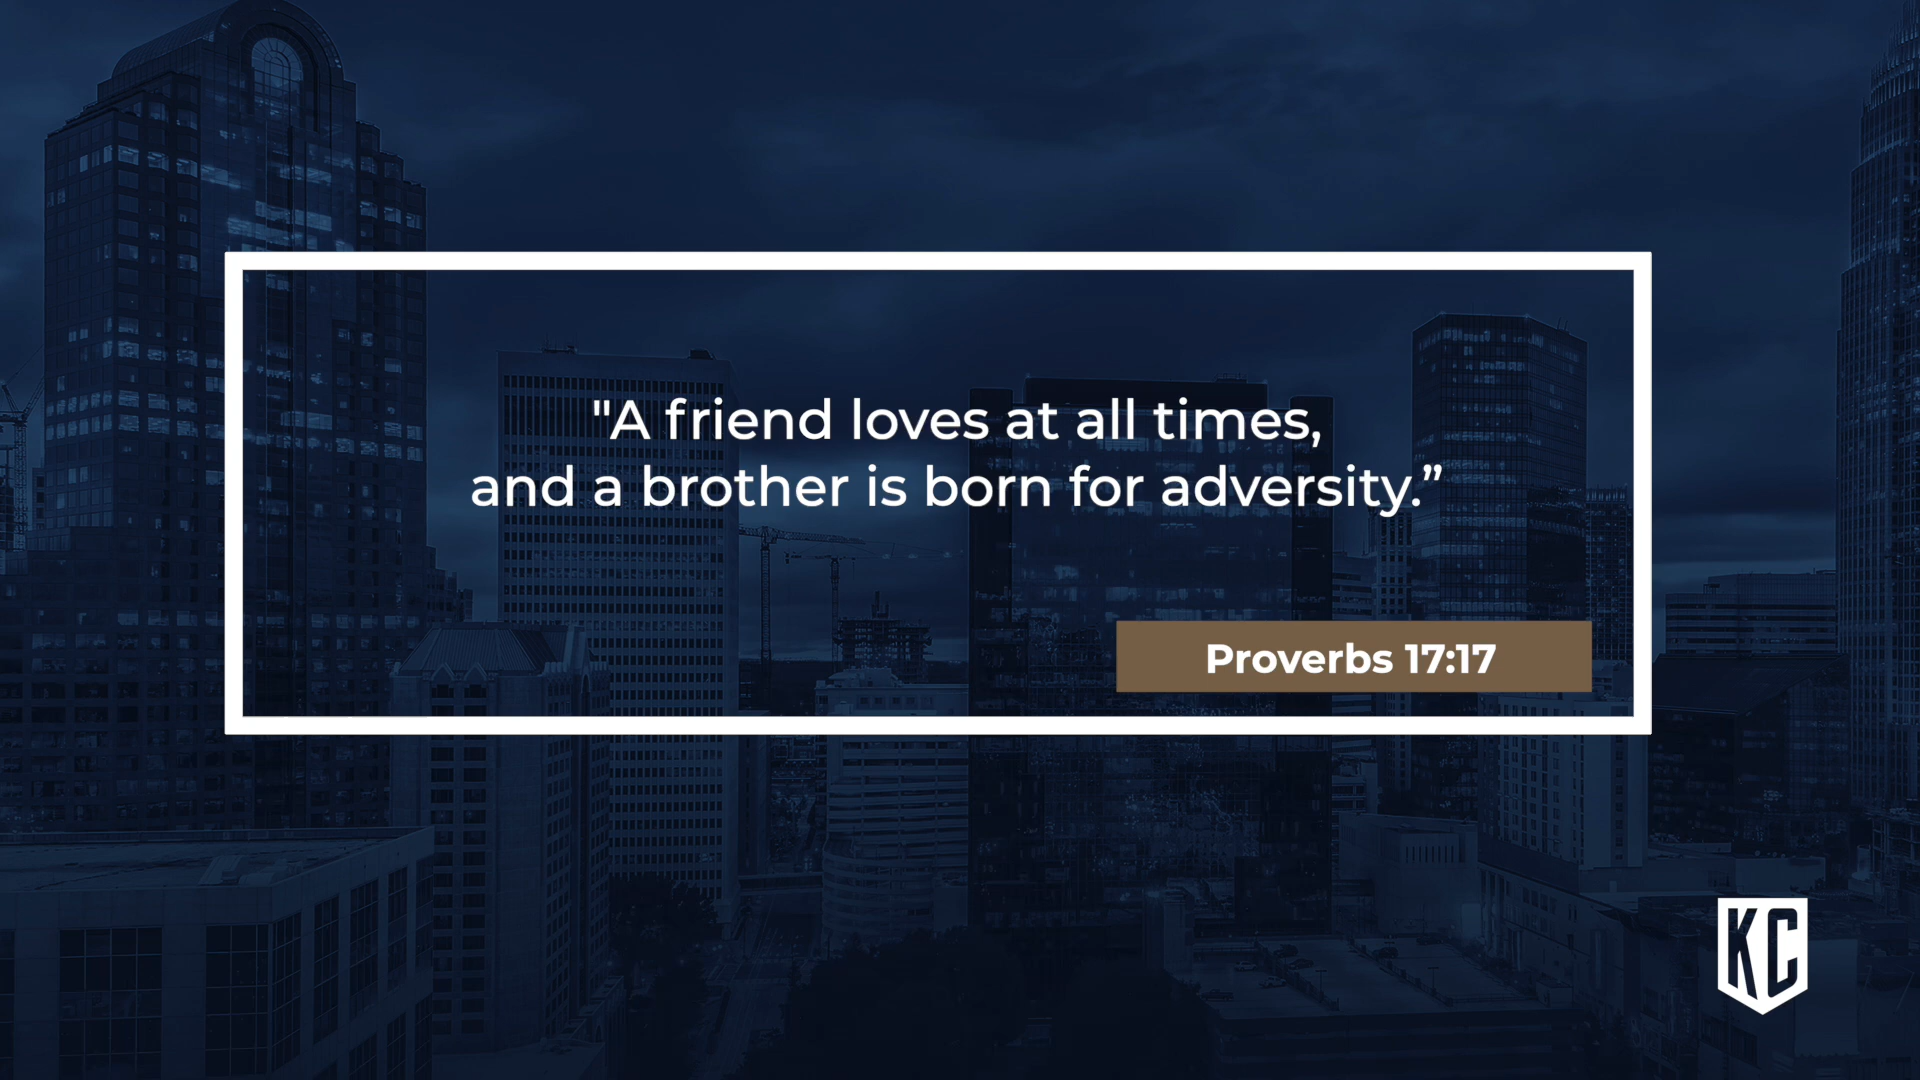 "A friend loves at all times,
and a brother is born for adversity.”
Proverbs 17:17
KC